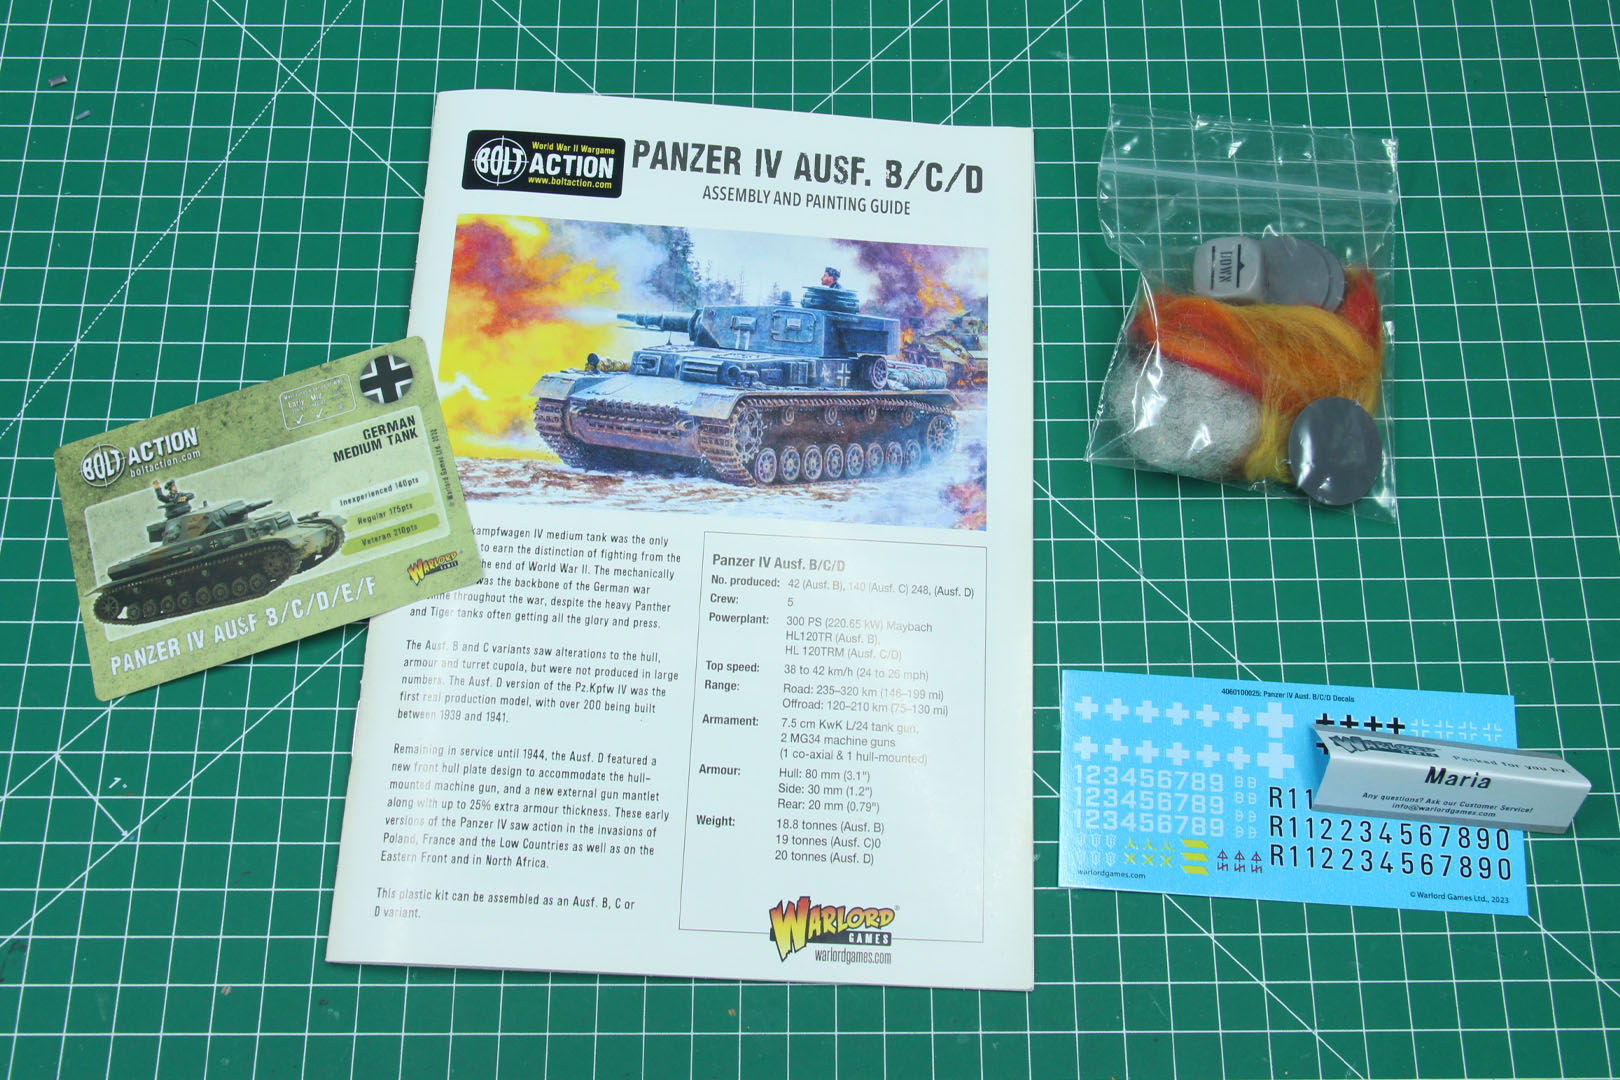 World War II Wargame
BOLT ACTION
www.boltaction.com
PANZER IV AUSF. B/C/D
ASSEMBLY AND PAINTING GUIDE
kampfwagen IV medium tank was the only
to earn the distinction of fighting from the
he end of World War II. The mechanically
was the backbone of the German war
throughout the war, despite the heavy Panther
and Tiger tanks often getting all the glory and press.
The Ausf. B and C variants saw alterations to the hull,
armour and turret cupola, but were not produced in large
numbers. The Ausf. D version of the Pz.Kpfw IV was the
first real production model, with over 200 being built
between 1939 and 1941.
Remaining in service until 1944, the Ausf. D featured a
new front hull plate design to accommodate the hull-
mounted machine gun, and a new external gun mantlet
along with up to 25% extra armour thickness. These early
versions of the Panzer IV saw action in the invasions of
Poland, France and the Low Countries as well as on the
Eastern Front and in North Africa.
This plastic kit can be assembled as an Ausf. B, C or
D variant.
Panzer IV Ausf. B/C/D
No. produced: 42 (Ausf. B), 140 (Ausf. C) 248, (Ausf. D)
Crew: 5
Powerplant: 300 PS (220.65 kW) Maybach
HL120TR (Ausf. B),
HL 120TRM (Ausf. C/D)
Top speed: 38 to 42 km/h (24 to 26 mph)
Range: Road: 235–320 km (146–199 mi)
Offroad: 120–210 km (75–130 mi)
Armament: 7.5 cm KwK L/24 tank gun,
2 MG34 machine guns
(1 co-axial & 1 hull-mounted)
Armour: Hull: 80 mm (3.1")
Side: 30 mm (1.2")
Rear: 20 mm (0.79")
Weight: 18.8 tonnes (Ausf. B)
19 tonnes (Ausf. C)0
20 tonnes (Ausf. D)
WARLORD
GAMES
warlordgames.com
BOLT ACTION
boltaction.com
Early Mid
GERMAN
MEDIUM TANK
Inexperienced 140pts
Regular 175pts
Veteran 210pts
© Warlord Games Ltd. 2022
WARLORD
GAMES
PANZER IV AUSF B/C/D/E/F
DOWN
4060100025: Panzer IV Ausf. B/C/D Decals
123456789 BB
123456789 BB
123456789 BB
R11
R112234567890
R112234567890
warlordgames.com
© Warlord Games Ltd., 2023
WARLORD
GAMES
Packed for you by:
Maria
Any questions? Ask our Customer Service!
info@warlordgames.com